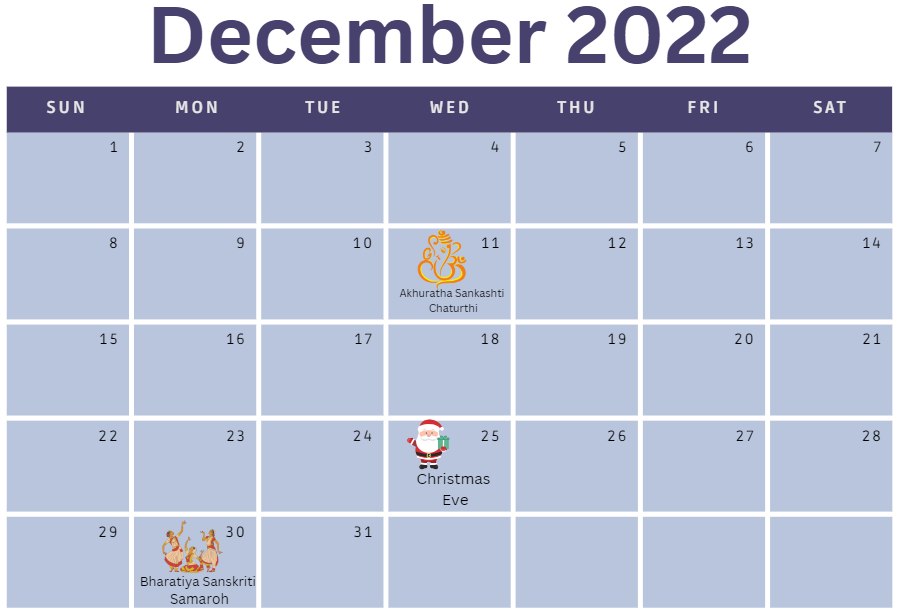 December 2022
SUN MON TUE WED THU FRI SAT
1 2 3 4 5 6 7
8 9 10 11 12 13 14
Akhuratha Sankashti
Chaturthi
15 16 17 18 19 20 21
22 23 24 25 26 27 28
Christmas
Eve
29 30 31
Bharatiya Sanskriti
Samaroh